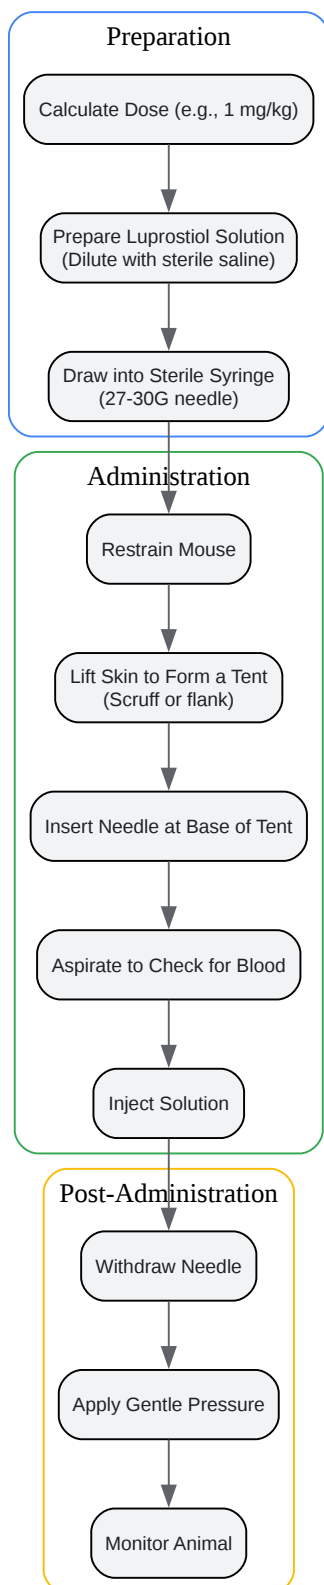 Preparation
Calculate Dose (e.g., 1 mg/kg)
Prepare Luprostiol Solution
(Dilute with sterile saline)
Draw into Sterile Syringe
(27-30G needle)
Administration
Restrain Mouse
Lift Skin to Form a Tent
(Scruff or flank)
Insert Needle at Base of Tent
Aspirate to Check for Blood
Inject Solution
Post-Administration
Withdraw Needle
Apply Gentle Pressure
Monitor Animal